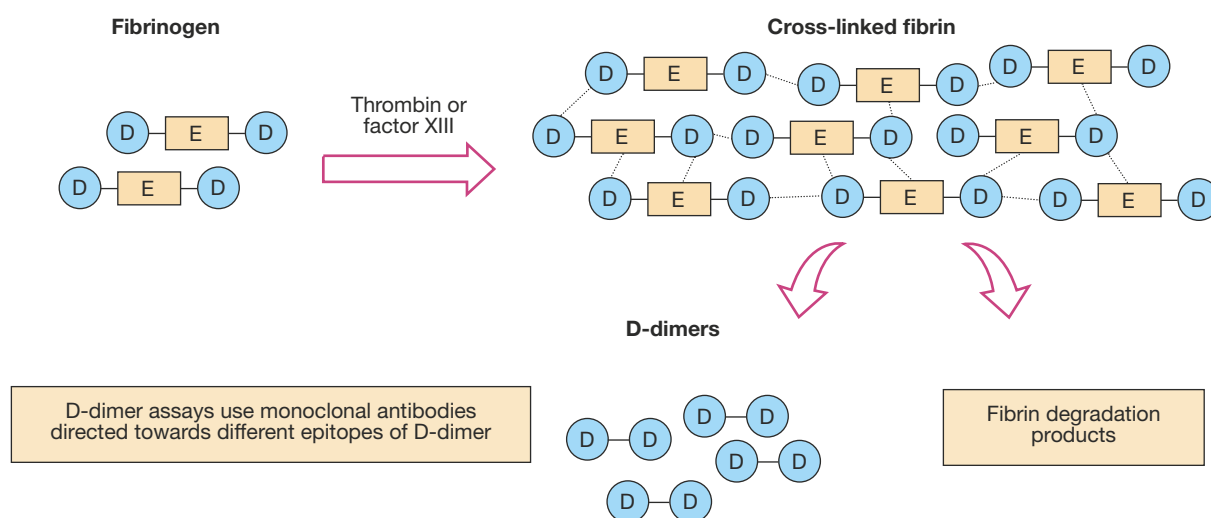 Fibrinogen
Cross-linked fibrin
Thrombin or
factor XIII
D E D
D E D
D E D D E D D E D
D E D D E D D E D
D E D D E D D E D
D-dimers
D-dimer assays use monoclonal antibodies
directed towards different epitopes of D-dimer
D D
D D
D D
D D
Fibrin degradation
products